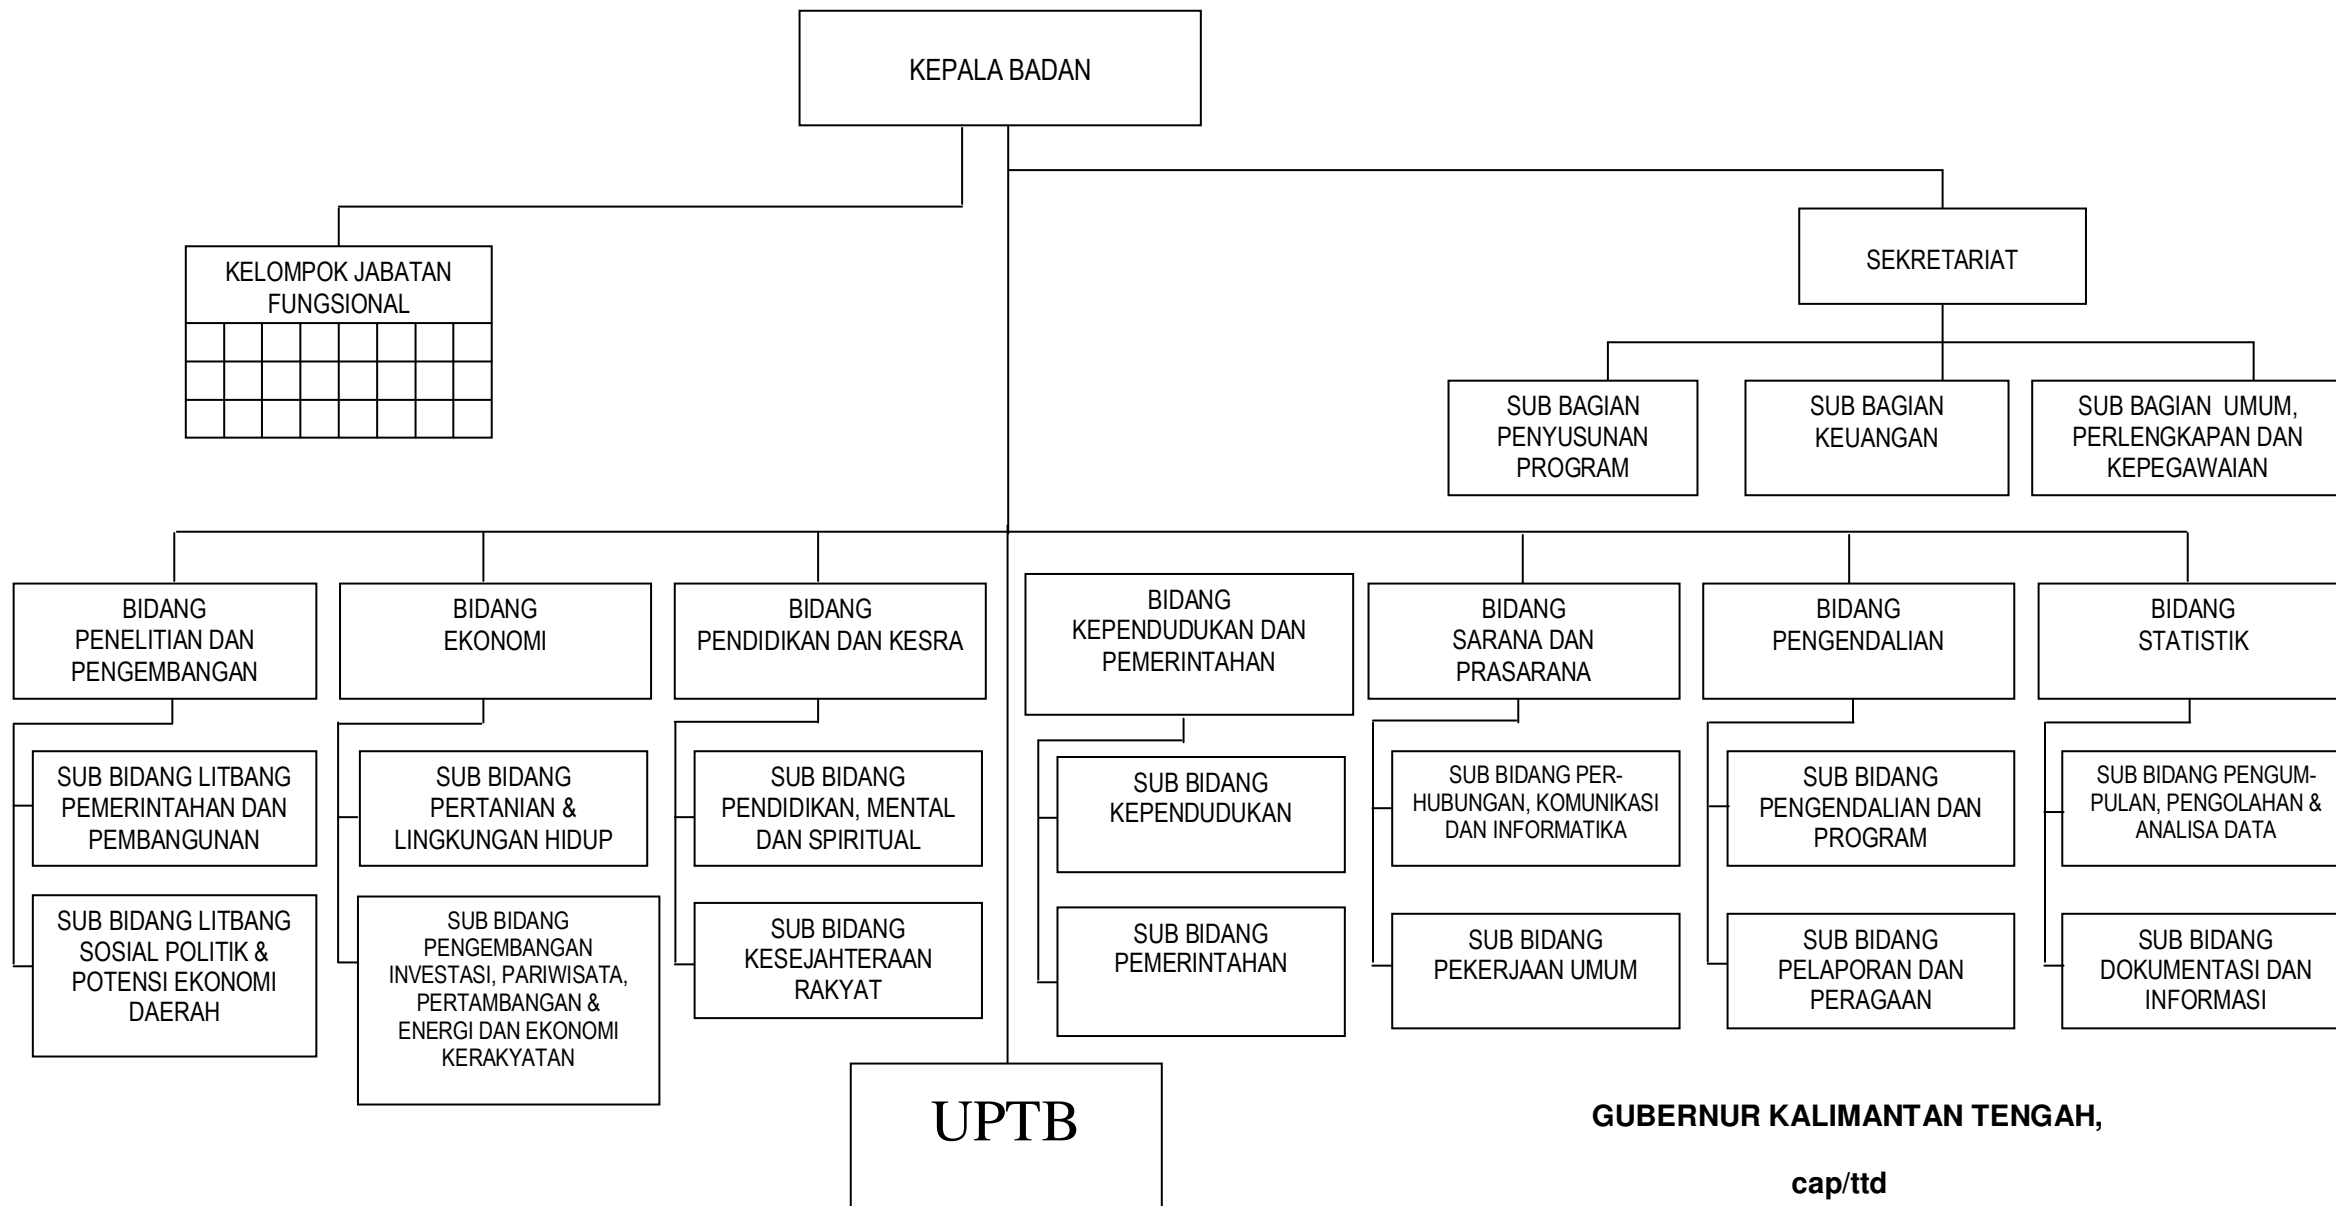 KEPALA BADAN
KELOMPOK JABATAN
FUNGSIONAL
SEKRETARIAT
SUB BAGIAN
PENYUSUNAN
PROGRAM
SUB BAGIAN
KEUANGAN
SUB BAGIAN UMUM,
PERLENGKAPAN DAN
KEPEGAWAIAN
BIDANG
PENELITIAN DAN
PENGEMBANGAN
BIDANG
EKONOMI
BIDANG
PENDIDIKAN DAN KESRA
BIDANG
KEPENDUDUKAN DAN
PEMERINTAHAN
BIDANG
SARANA DAN
PRASARANA
BIDANG
PENGENDALIAN
BIDANG
STATISTIK
SUB BIDANG LITBANG
PEMERINTAHAN DAN
PEMBANGUNAN
SUB BIDANG
PERTANIAN &
LINGKUNGAN HIDUP
SUB BIDANG
PENDIDIKAN, MENTAL
DAN SPIRITUAL
SUB BIDANG
KEPENDUDUKAN
SUB BIDANG PER-
HUBUNGAN, KOMUNIKASI
DAN INFORMATIKA
SUB BIDANG
PENGENDALIAN DAN
PROGRAM
SUB BIDANG PENGUM-
PULAN, PENGOLAHAN &
ANALISA DATA
SUB BIDANG LITBANG
SOSIAL POLITIK &
POTENSI EKONOMI
DAERAH
SUB BIDANG
PENGEMBANGAN
INVESTASI, PARIWISATA,
PERTAMBANGAN &
ENERGI DAN EKONOMI
KERAKYATAN
SUB BIDANG
KESEJAHTERAAN
RAKYAT
SUB BIDANG
PEMERINTAHAN
SUB BIDANG
PEKERJAAN UMUM
SUB BIDANG
PELAPORAN DAN
PERAGAAN
SUB BIDANG
DOKUMENTASI DAN
INFORMASI
UPTB
GUBERNUR KALIMANTAN TENGAH,
cap/ttd